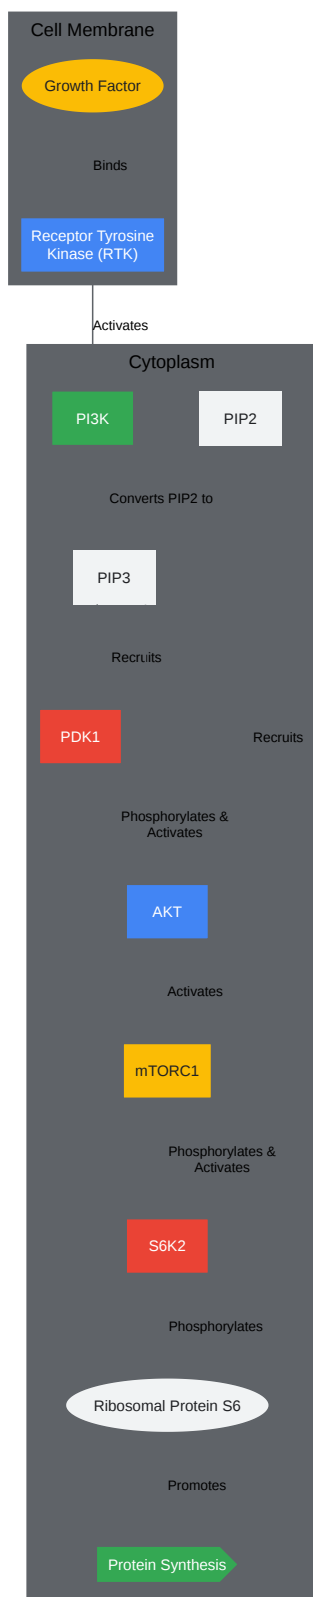 Cell Membrane
Growth Factor
Binds
Receptor Tyrosine
Kinase (RTK)
Activates
Cytoplasm
PI3K
PIP2
Converts PIP2 to
PIP3
Recruits
PDK1
Recruits
Phosphorylates &
Activates
AKT
Activates
mTORC1
Phosphorylates &
Activates
S6K2
Phosphorylates
Ribosomal Protein S6
Promotes
Protein Synthesis